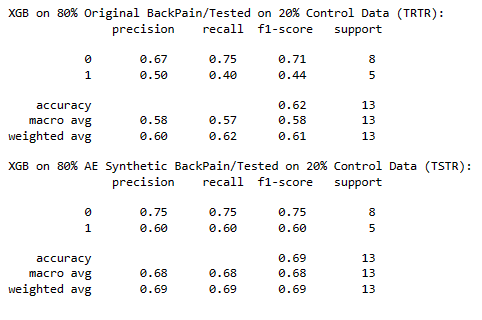 XGB on 80% Original BackPain/Tested on 20% Control Data (TRTR):
precision recall f1-score support
0 0.67 0.75 0.71 8
1 0.50 0.40 0.44 5
accuracy 0.62 13
macro avg 0.58 0.57 0.58 13
weighted avg 0.60 0.62 0.61 13
XGB on 80% AE Synthetic BackPain/Tested on 20% Control Data (TSTR):
precision recall f1-score support
0 0.75 0.75 0.75 8
1 0.60 0.60 0.60 5
accuracy 0.69 13
macro avg 0.68 0.68 0.68 13
weighted avg 0.69 0.69 0.69 13